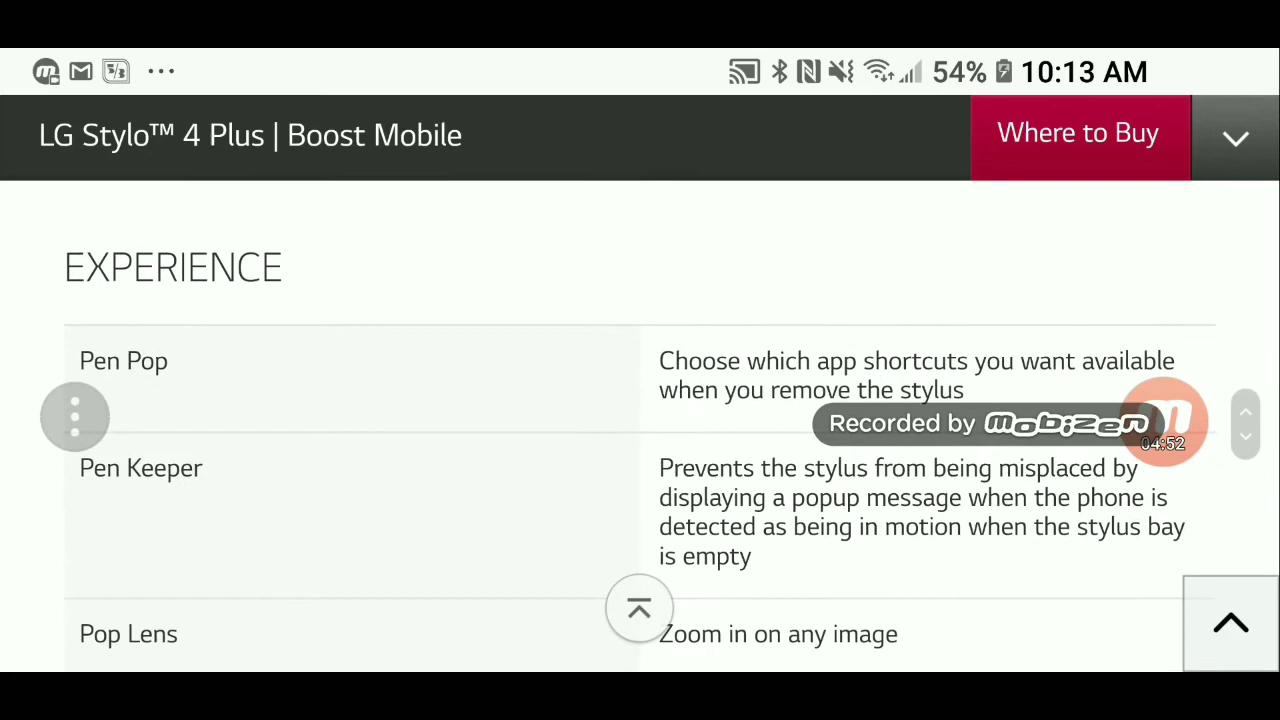 54% 10:13 AM
LG Stylo™ 4 Plus | Boost Mobile
Where to Buy
EXPERIENCE
Pen Pop
Choose which app shortcuts you want available
when you remove the stylus
Recorded by mobizen
04:52
Pen Keeper
Prevents the stylus from being misplaced by
displaying a popup message when the phone is
detected as being in motion when the stylus bay
is empty
Pop Lens
Zoom in on any image